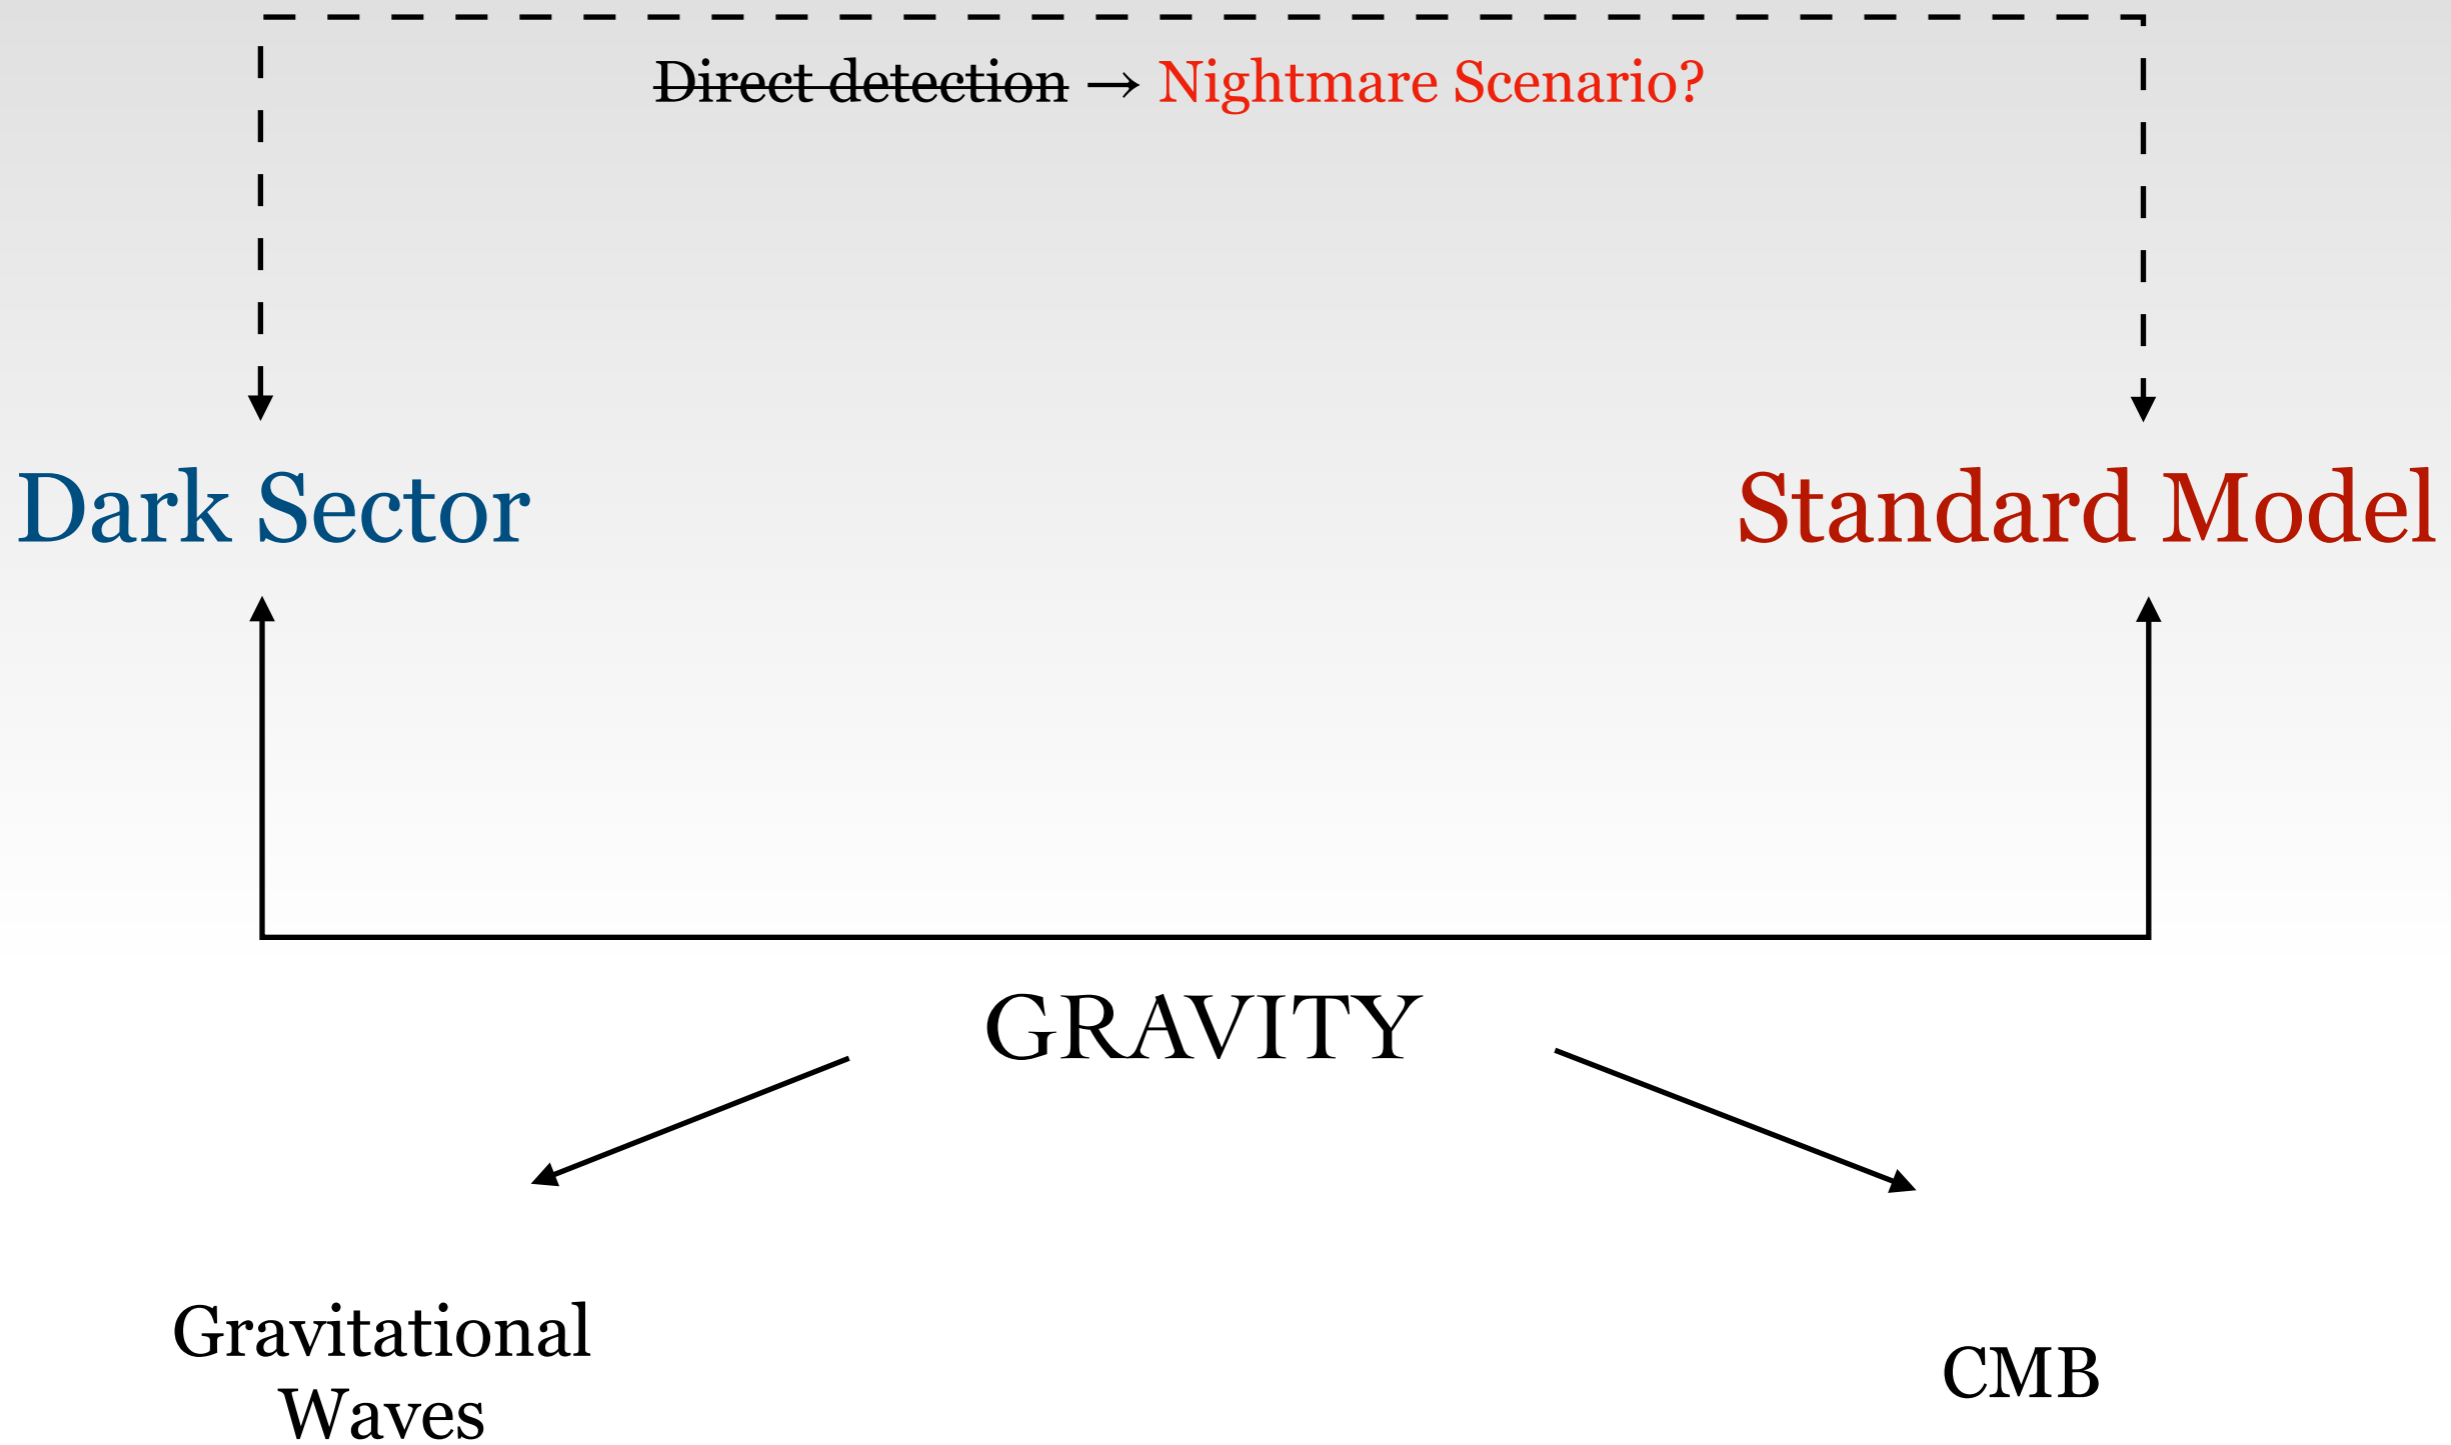 Direct detection → Nightmare Scenario?
Dark Sector
Standard Model
GRAVITY
Gravitational
Waves
CMB